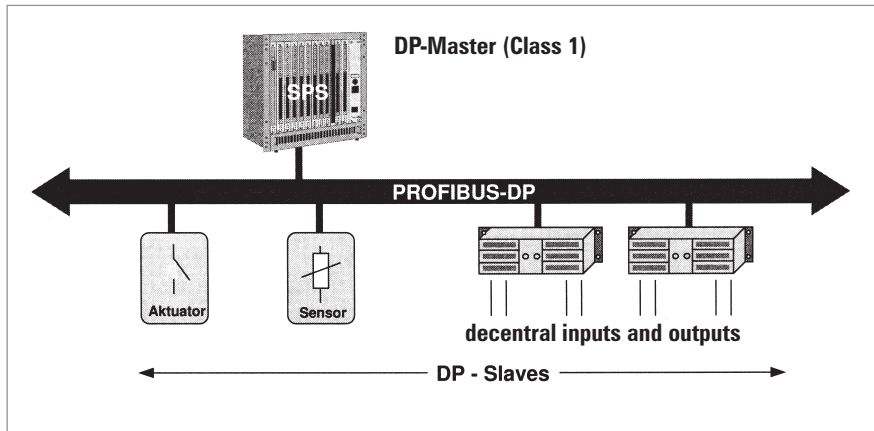 DP-Master (Class 1)
SPS
PROFIBUS-DP
Aktuator
Sensor
decentral inputs and outputs
DP - Slaves